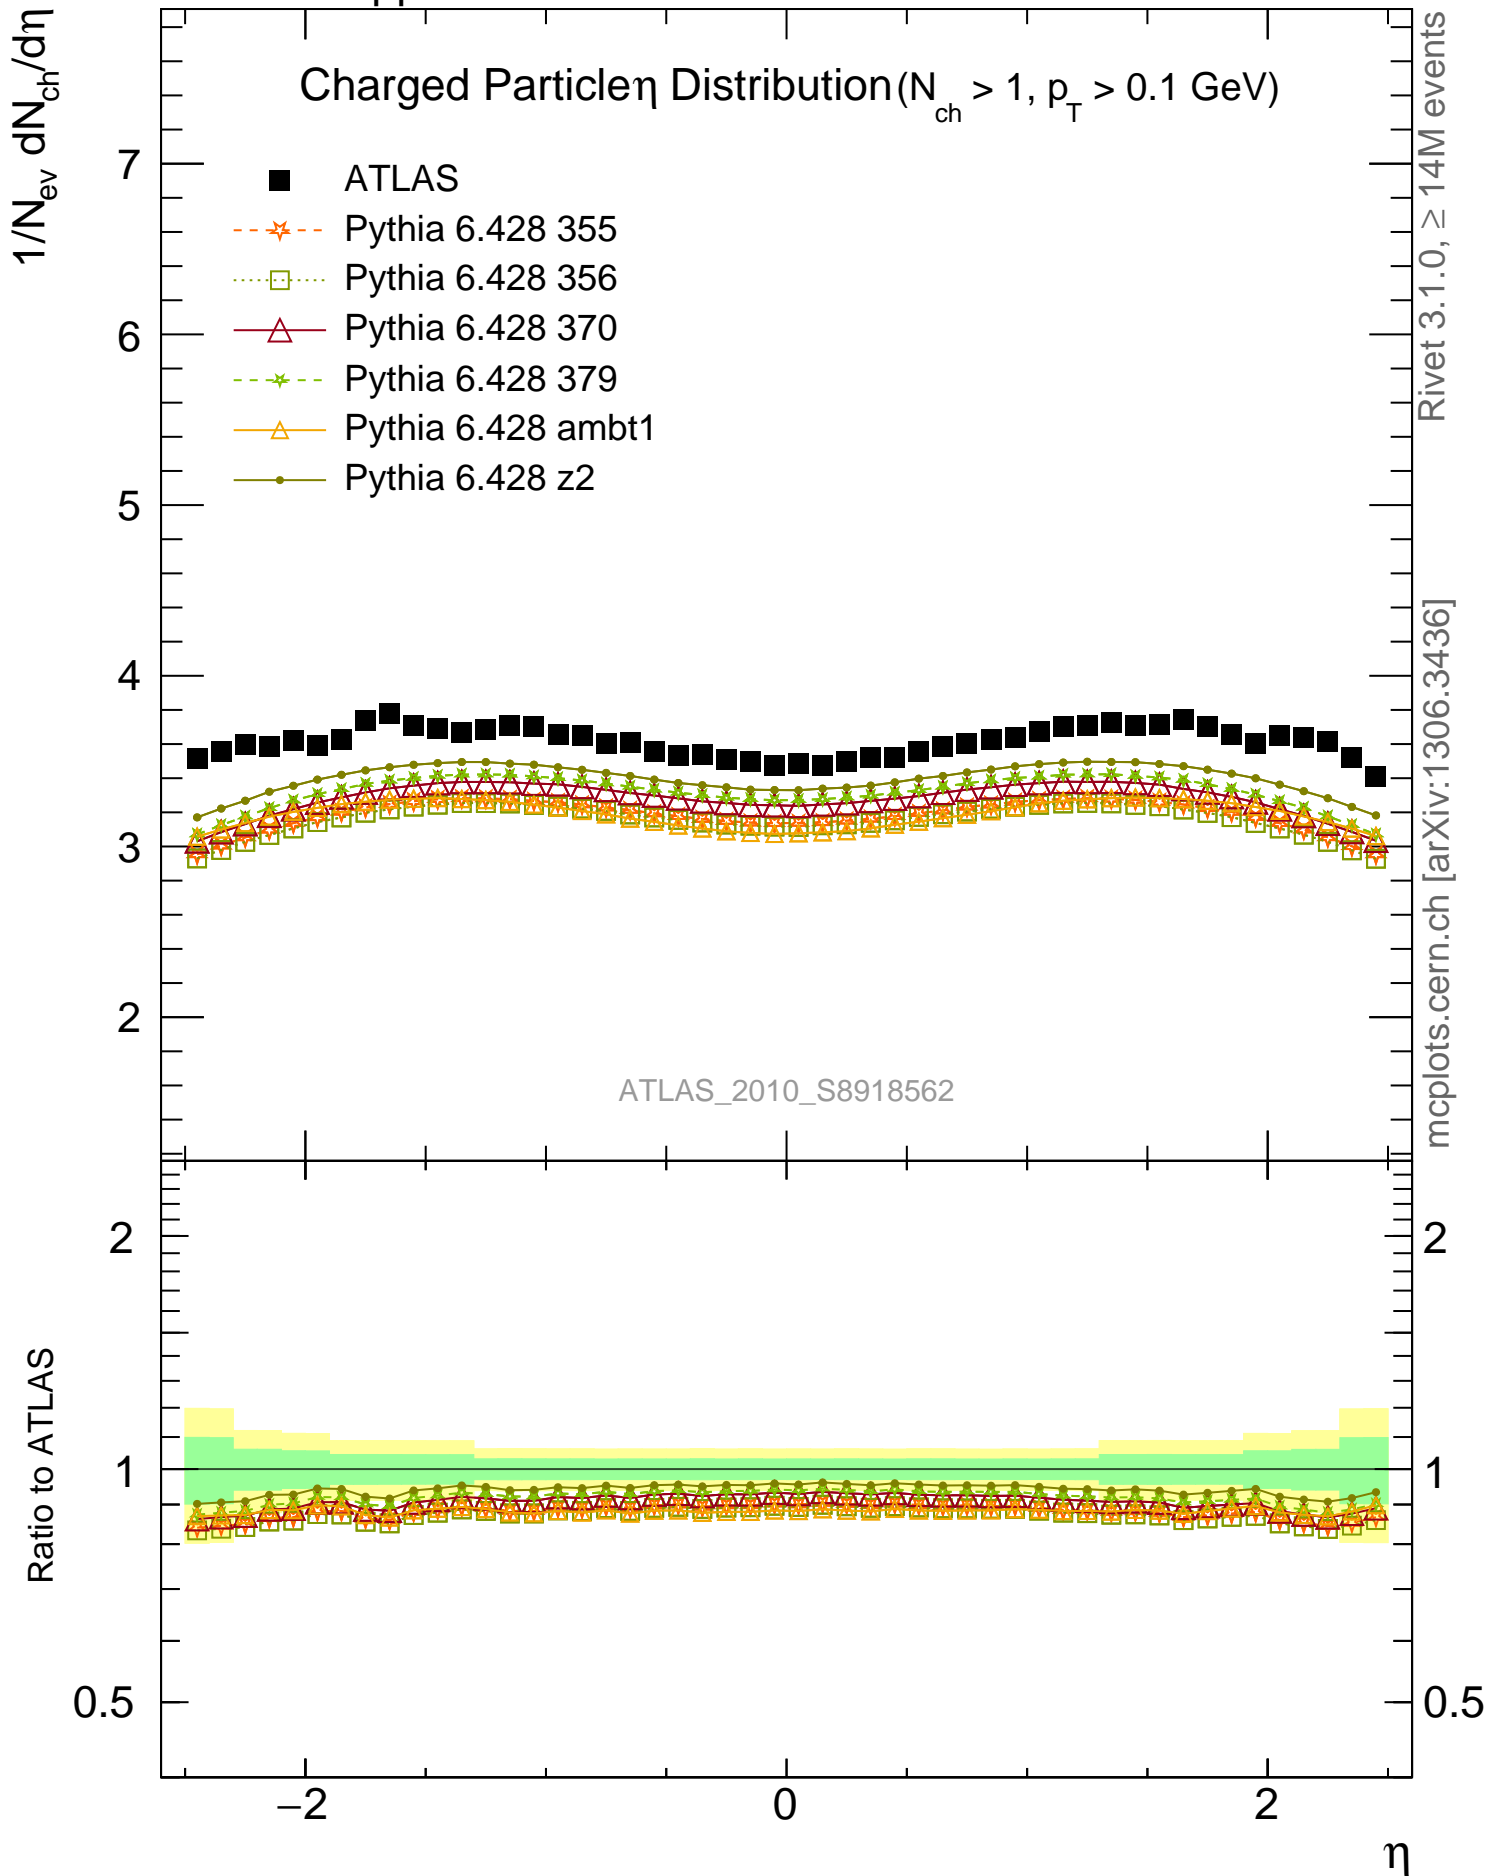 pp
1/N_ev dN_ch/dη
Charged Particleη Distribution(N_ch > 1, p_T > 0.1 GeV)
ATLAS
Pythia 6.428 355
Pythia 6.428 356
Pythia 6.428 370
Pythia 6.428 379
Pythia 6.428 ambt1
Pythia 6.428 z2
7
6
5
4
3
2
ATLAS_2010_S8918562
Rivet 3.1.0, ≥ 14M events
mcplots.cern.ch [arXiv:1306.3436]
Ratio to ATLAS
2
1
0.5
2
1
0.5
−2
0
2
η